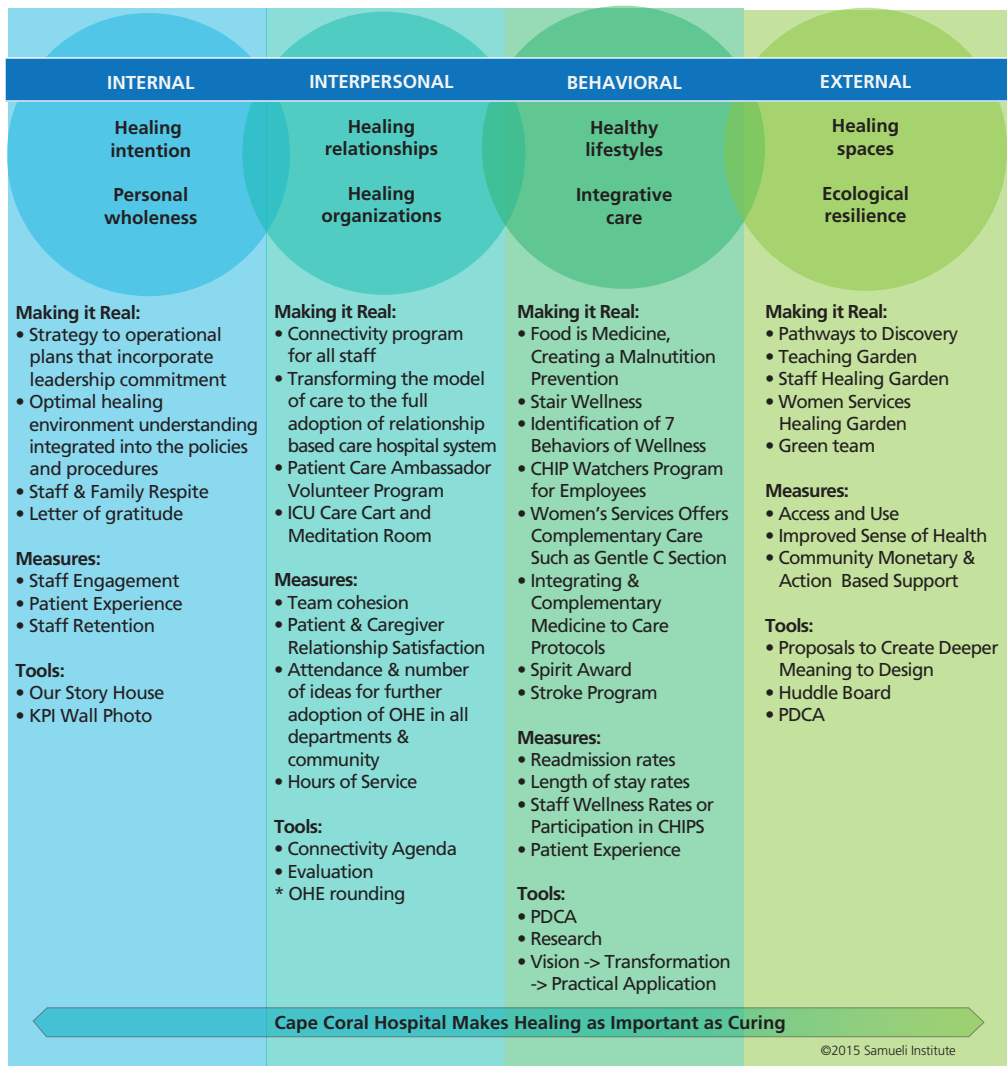 INTERNAL
Healing
intention
Personal
wholeness
Making it Real:
• Strategy to operational
plans that incorporate
leadership commitment
• Optimal healing
environment understanding
integrated into the policies
and procedures
• Staff & Family Respite
• Letter of gratitude
Measures:
• Staff Engagement
• Patient Experience
• Staff Retention
Tools:
• Our Story House
• KPI Wall Photo
INTERPERSONAL
Healing
relationships
Healing
organizations
Making it Real:
• Connectivity program
for all staff
• Transforming the model
of care to the full
adoption of relationship
based care hospital system
• Patient Care Ambassador
Volunteer Program
• ICU Care Cart and
Meditation Room
Measures:
• Team cohesion
• Patient & Caregiver
Relationship Satisfaction
• Attendance & number
of ideas for further
adoption of OHE in all
departments &
community
• Hours of Service
Tools:
• Connectivity Agenda
• Evaluation
* OHE rounding
BEHAVIORAL
Healthy
lifestyles
Integrative
care
Making it Real:
• Food is Medicine,
Creating a Malnutition
Prevention
• Stair Wellness
• Identification of 7
Behaviors of Wellness
• CHIP Watchers Program
for Employees
• Women’s Services Offers
Complementary Care
Such as Gentle C Section
• Integrating &
Complementary
Medicine to Care
Protocols
• Spirit Award
• Stroke Program
Measures:
• Readmission rates
• Length of stay rates
• Staff Wellness Rates or
Participation in CHIPS
• Patient Experience
Tools:
• PDCA
• Research
• Vision -> Transformation
-> Practical Application
EXTERNAL
Healing
spaces
Ecological
resilience
Making it Real:
• Pathways to Discovery
• Teaching Garden
• Staff Healing Garden
• Women Services
Healing Garden
• Green team
Measures:
• Access and Use
• Improved Sense of Health
• Community Monetary &
Action Based Support
Tools:
• Proposals to Create Deeper
Meaning to Design
• Huddle Board
• PDCA
Cape Coral Hospital Makes Healing as Important as Curing
©2015 Samueli Institute